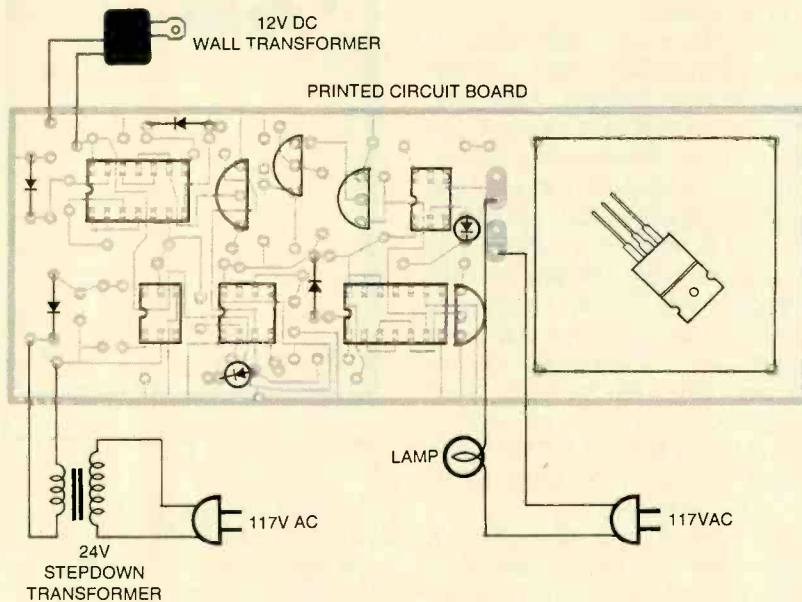 12V DC
WALL TRANSFORMER
PRINTED CIRCUIT BOARD
LAMP
117V AC
117VAC
24V
STEPDOWN
TRANSFORMER